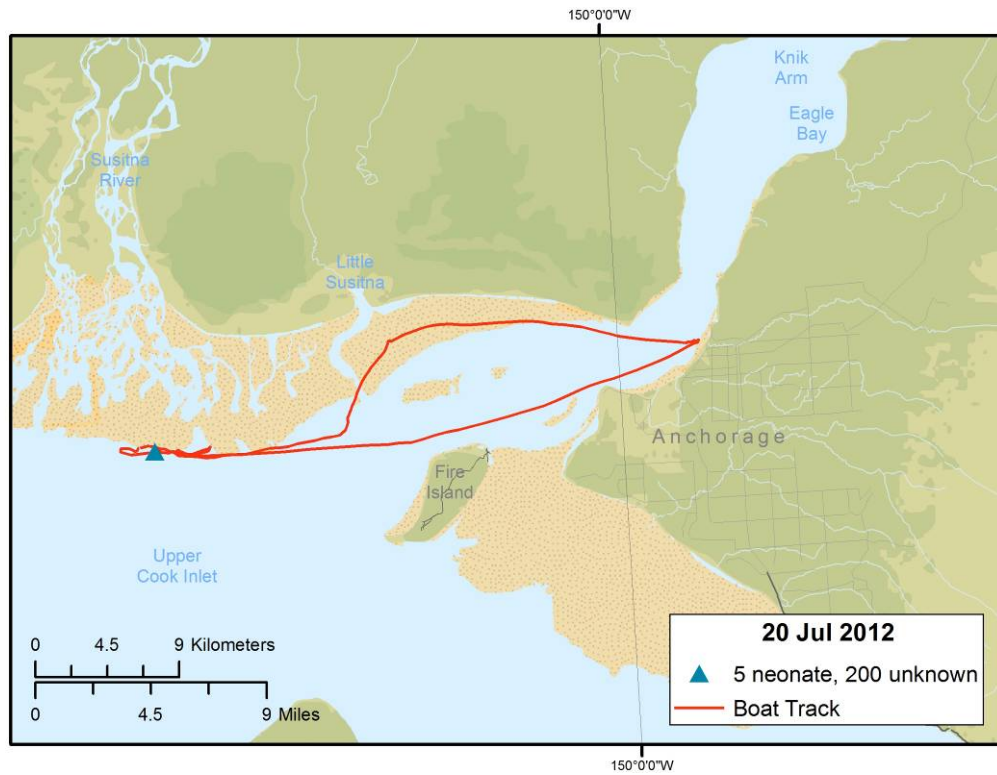 150°0'0"W
Knik
Arm
Eagle
Bay
Susitna
River
Little
Susitna
Anchorage
Fire
Island
Upper
Cook Inlet
0 4.5 9 Kilometers
0 4.5 9 Miles
20 Jul 2012
5 neonate, 200 unknown
Boat Track
150°0'0"W